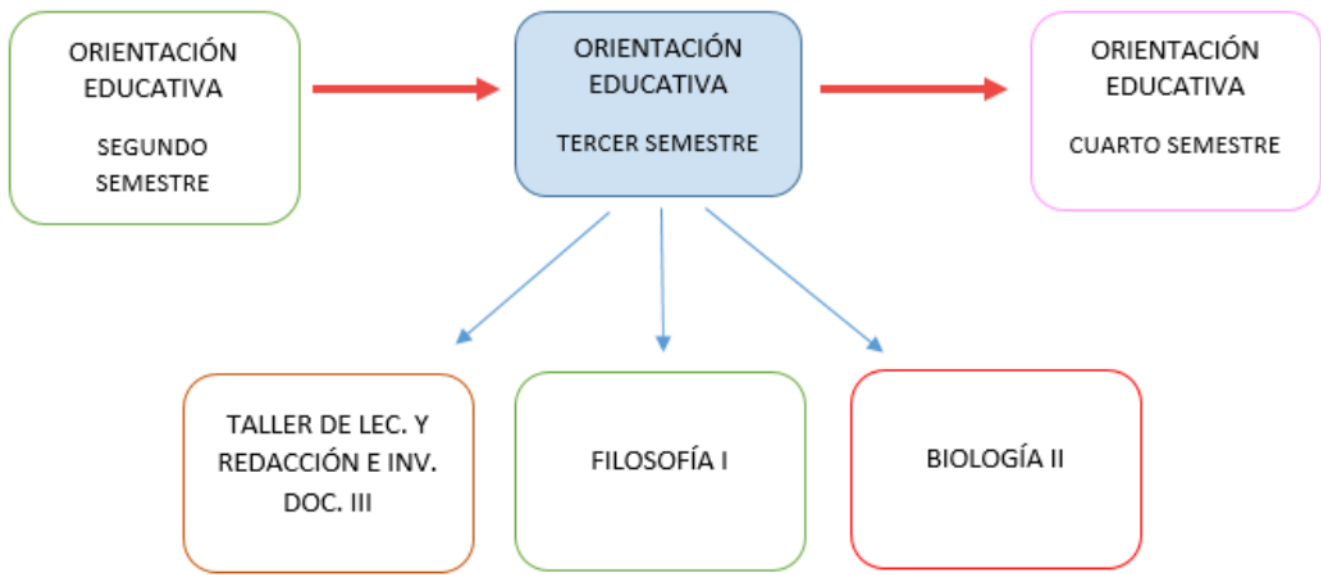 ORIENTACIÓN
EDUCATIVA
SEGUNDO
SEMESTRE
ORIENTACIÓN
EDUCATIVA
TERCER SEMESTRE
ORIENTACIÓN
EDUCATIVA
CUARTO SEMESTRE
TALLER DE LEC. Y
REDACCIÓN E INV.
DOC. III
FILOSOFÍA I
BIOLOGÍA II